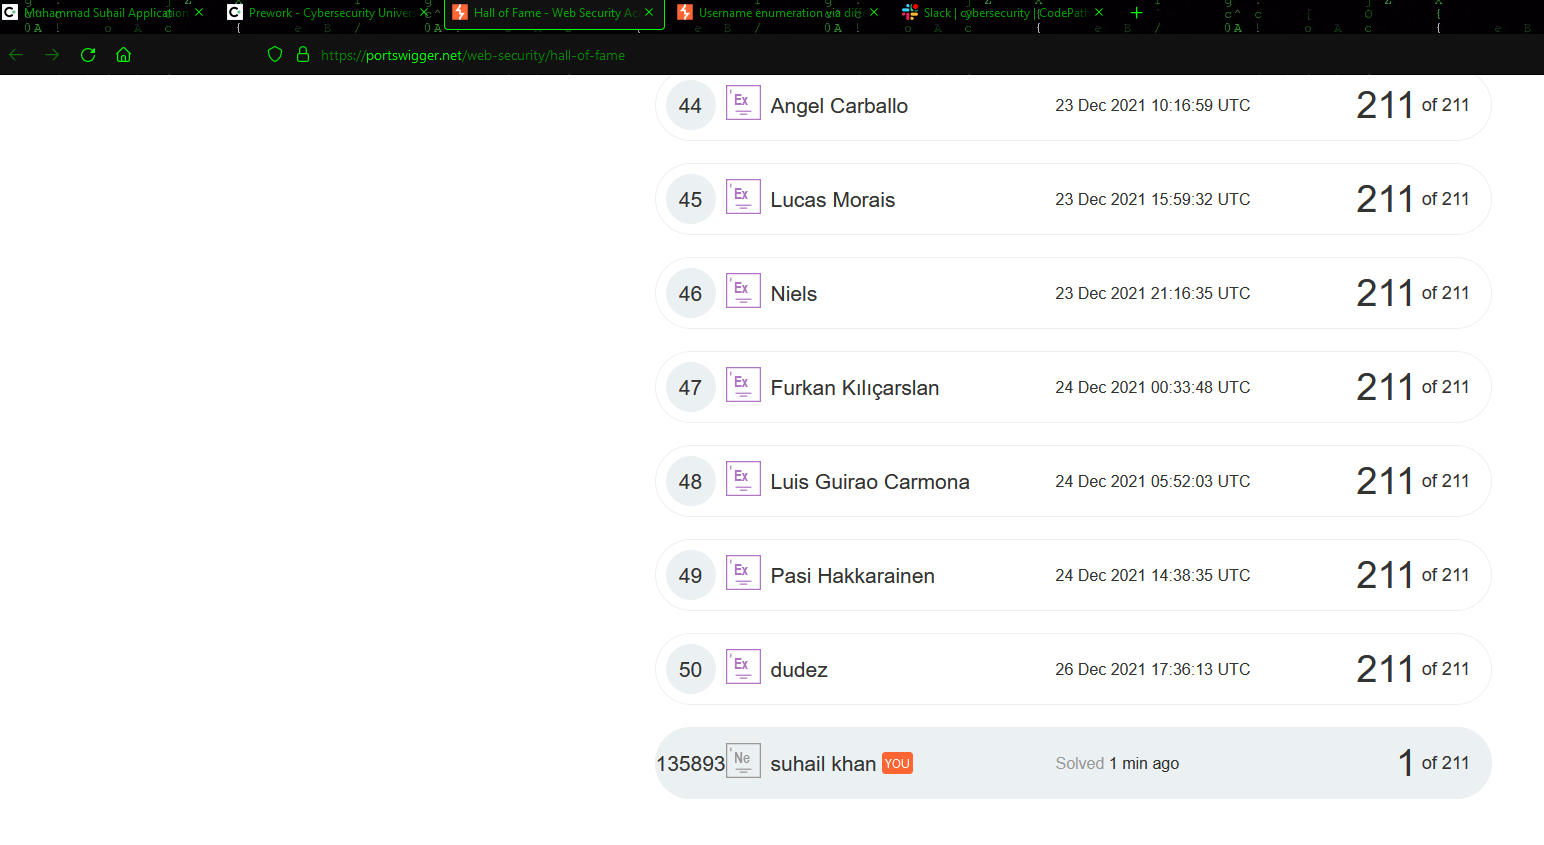 Muhammad Suhail Application
Prework - Cybersecurity Univer
Hall of Fame - Web Security Ac
Username enumeration via diff
Slack | cybersecurity | CodePath
https://portswigger.net/web-security/hall-of-fame
44 Ex Angel Carballo 23 Dec 2021 10:16:59 UTC 211 of 211
45 Ex Lucas Morais 23 Dec 2021 15:59:32 UTC 211 of 211
46 Ex Niels 23 Dec 2021 21:16:35 UTC 211 of 211
47 Ex Furkan Kılıçarslan 24 Dec 2021 00:33:48 UTC 211 of 211
48 Ex Luis Guirao Carmona 24 Dec 2021 05:52:03 UTC 211 of 211
49 Ex Pasi Hakkarainen 24 Dec 2021 14:38:35 UTC 211 of 211
50 Ex dudez 26 Dec 2021 17:36:13 UTC 211 of 211
135893 Ne suhail khan YOU Solved 1 min ago 1 of 211